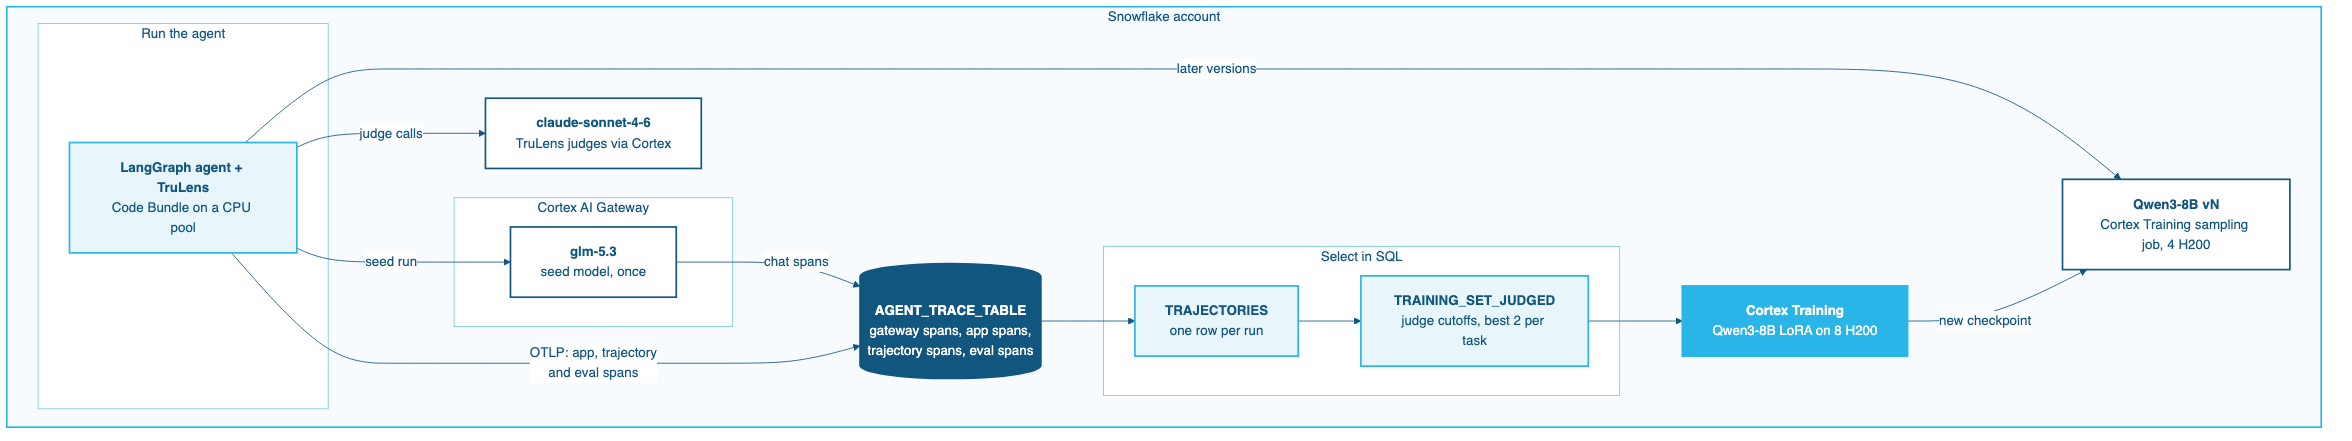 Snowflake account
Run the agent
later versions
claude-sonnet-4-6
TruLens judges via Cortex
judge calls
LangGraph agent +
TruLens
Code Bundle on a CPU
pool
Cortex AI Gateway
glm-5.3
seed model, once
seed run
chat spans
OTLP: app, trajectory
and eval spans
AGENT_TRACE_TABLE
gateway spans, app spans,
trajectory spans, eval spans
Select in SQL
TRAJECTORIES
one row per run
TRAINING_SET_JUDGED
judge cutoffs, best 2 per
task
Cortex Training
Qwen3-8B LoRA on 8 H200
new checkpoint
Qwen3-8B vN
Cortex Training sampling
job, 4 H200